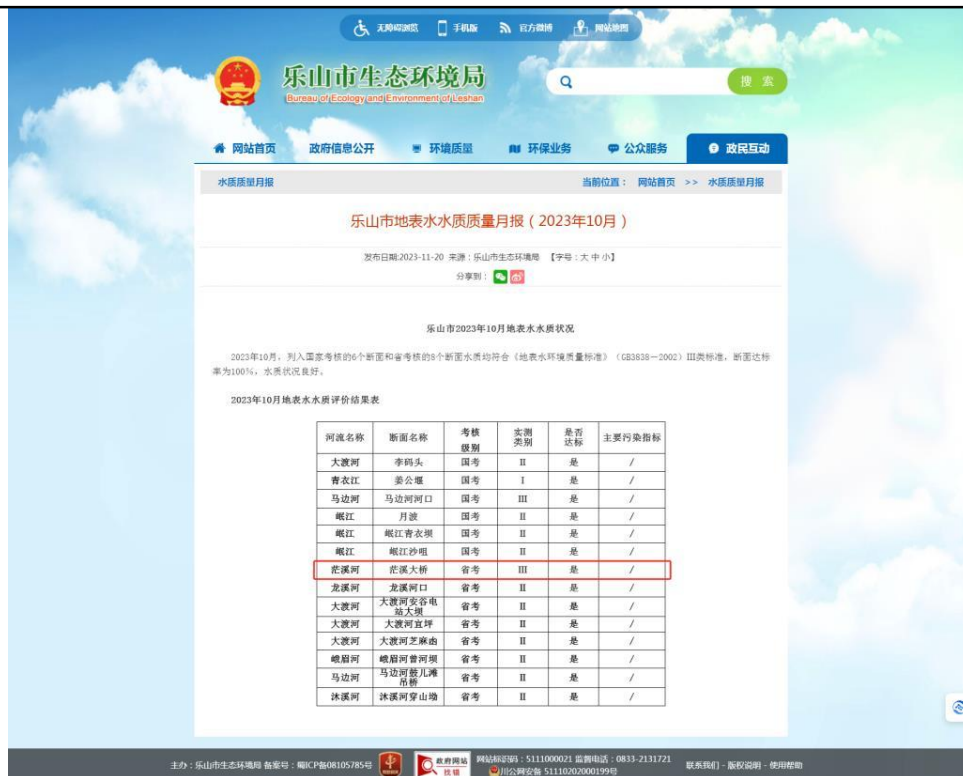 无障碍浏览 手机版 官方微博 网站地图
乐山市生态环境局
Bureau of Ecology and Environment of Leshan
搜 索
网站首页 政府信息公开 环境质量 环保业务 公众服务 政民互动
水质质量月报 当前位置： 网站首页 >> 水质质量月报
乐山市地表水水质质量月报（2023年10月）
发布日期:2023-11-20 来源：乐山市生态环境局 【字号：大 中 小】
分享到：
乐山市2023年10月地表水水质状况
2023年10月，列入国家考核的6个断面和省考核的8个断面水质均符合《地表水环境质量标准》（GB3838—2002）III类标准，断面达标
率为100%，水质状况良好。
2023年10月地表水水质评价结果表
河流名称 断面名称 考核级别 实测类别 是否达标 主要污染指标
大渡河 李码头 国考 II 是 /
青衣江 姜公堰 国考 I 是 /
马边河 马边河河口 国考 III 是 /
岷江 月波 国考 II 是 /
岷江 岷江青衣坝 国考 II 是 /
岷江 岷江沙咀 国考 II 是 /
茫溪河 茫溪大桥 省考 III 是 /
龙溪河 龙溪河口 省考 II 是 /
大渡河 大渡河安谷电站大坝 省考 II 是 /
大渡河 大渡河宜坪 省考 II 是 /
大渡河 大渡河芝麻凼 省考 II 是 /
峨眉河 峨眉河曾河坝 省考 II 是 /
马边河 马边河鼓儿滩吊桥 省考 II 是 /
沐溪河 沐溪河穿山坳 省考 II 是 /
主办：乐山市生态环境局 备案号：蜀ICP备08105785号 政府网站 找错 网站标识码：5111000021 监督电话：0833-2131721 联系我们 - 版权说明 - 使用帮助
川公网安备 51110202000199号